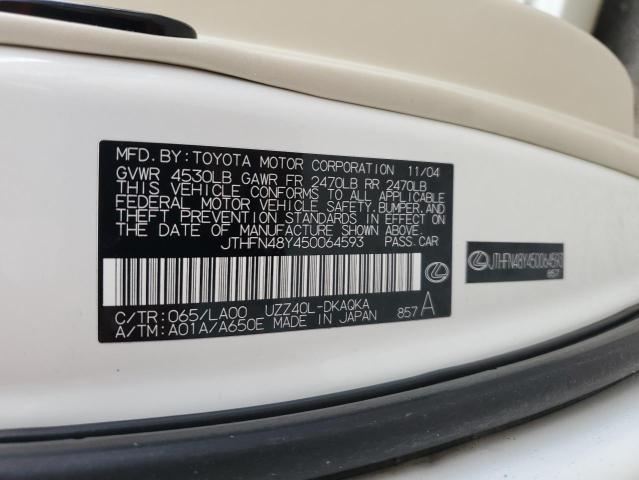 MFD. BY: TOYOTA MOTOR CORPORATION 11/04
GVWR 4530LB GAWR FR 2470LB RR 2470LB
THIS VEHICLE CONFORMS TO ALL APPLICABLE
FEDERAL MOTOR VEHICLE SAFETY, BUMPER, AND
THEFT PREVENTION STANDARDS IN EFFECT ON
THE DATE OF MANUFACTURE SHOWN ABOVE.
JTHFN48Y450064593 PASS. CAR
C/TR: 065/LA00 UZZ40L-DKAQKA
A/TM: A01A/A650E MADE IN JAPAN 857 A
JTHFN48Y450064593
857